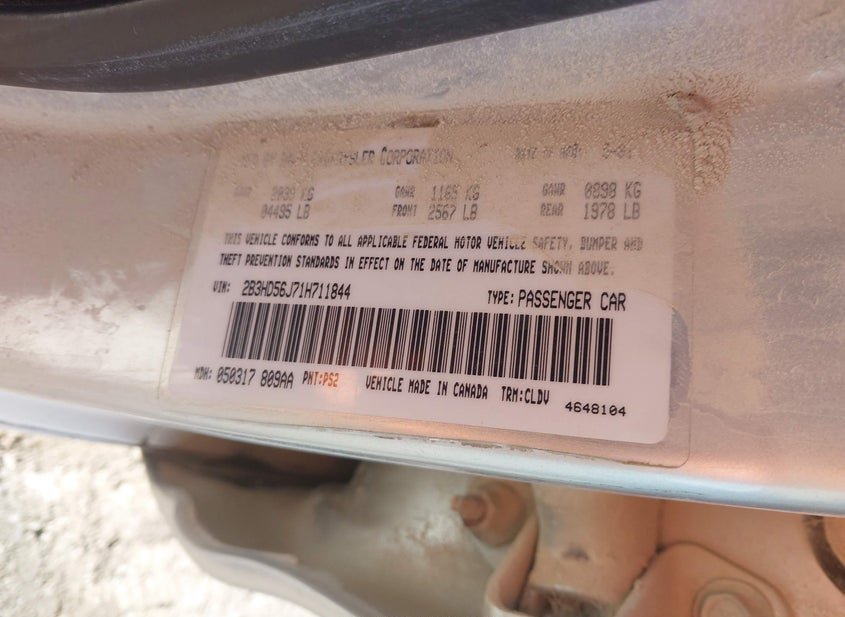 CHRYSLER CORPORATION
2039 KG GAWR 1165 KG GAWR 0898 KG
04495 LB FRONT 2567 LB REAR 1978 LB
THIS VEHICLE CONFORMS TO ALL APPLICABLE FEDERAL MOTOR VEHICLE SAFETY, BUMPER AND
THEFT PREVENTION STANDARDS IN EFFECT ON THE DATE OF MANUFACTURE SHOWN ABOVE.
VIN: 2B3HD56J71H711844 TYPE: PASSENGER CAR
MDH: 050317 809AA PNT:PS2 VEHICLE MADE IN CANADA TRM:CLDV
4648104